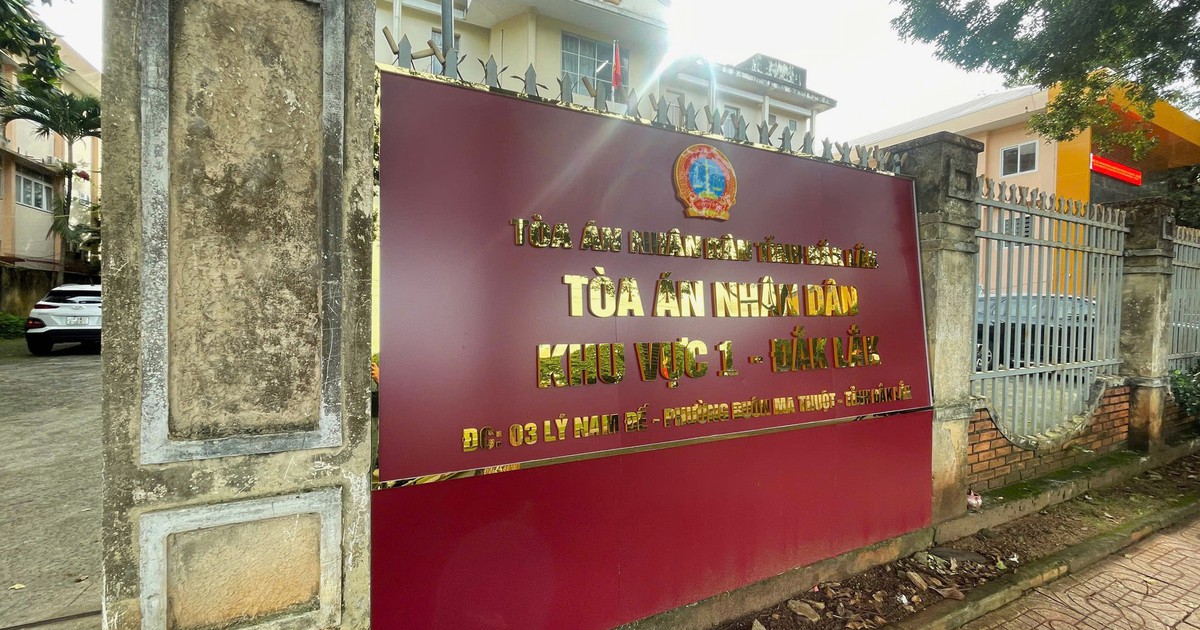 TÒA ÁN NHÂN DÂN TỈNH ĐẮK LẮK
TÒA ÁN NHÂN DÂN
KHU VỰC 1 - ĐẮK LẮK
ĐC: 03 LÝ NAM ĐẾ - PHƯỜNG BUÔN MA THUỘT - TỈNH ĐẮK LẮK